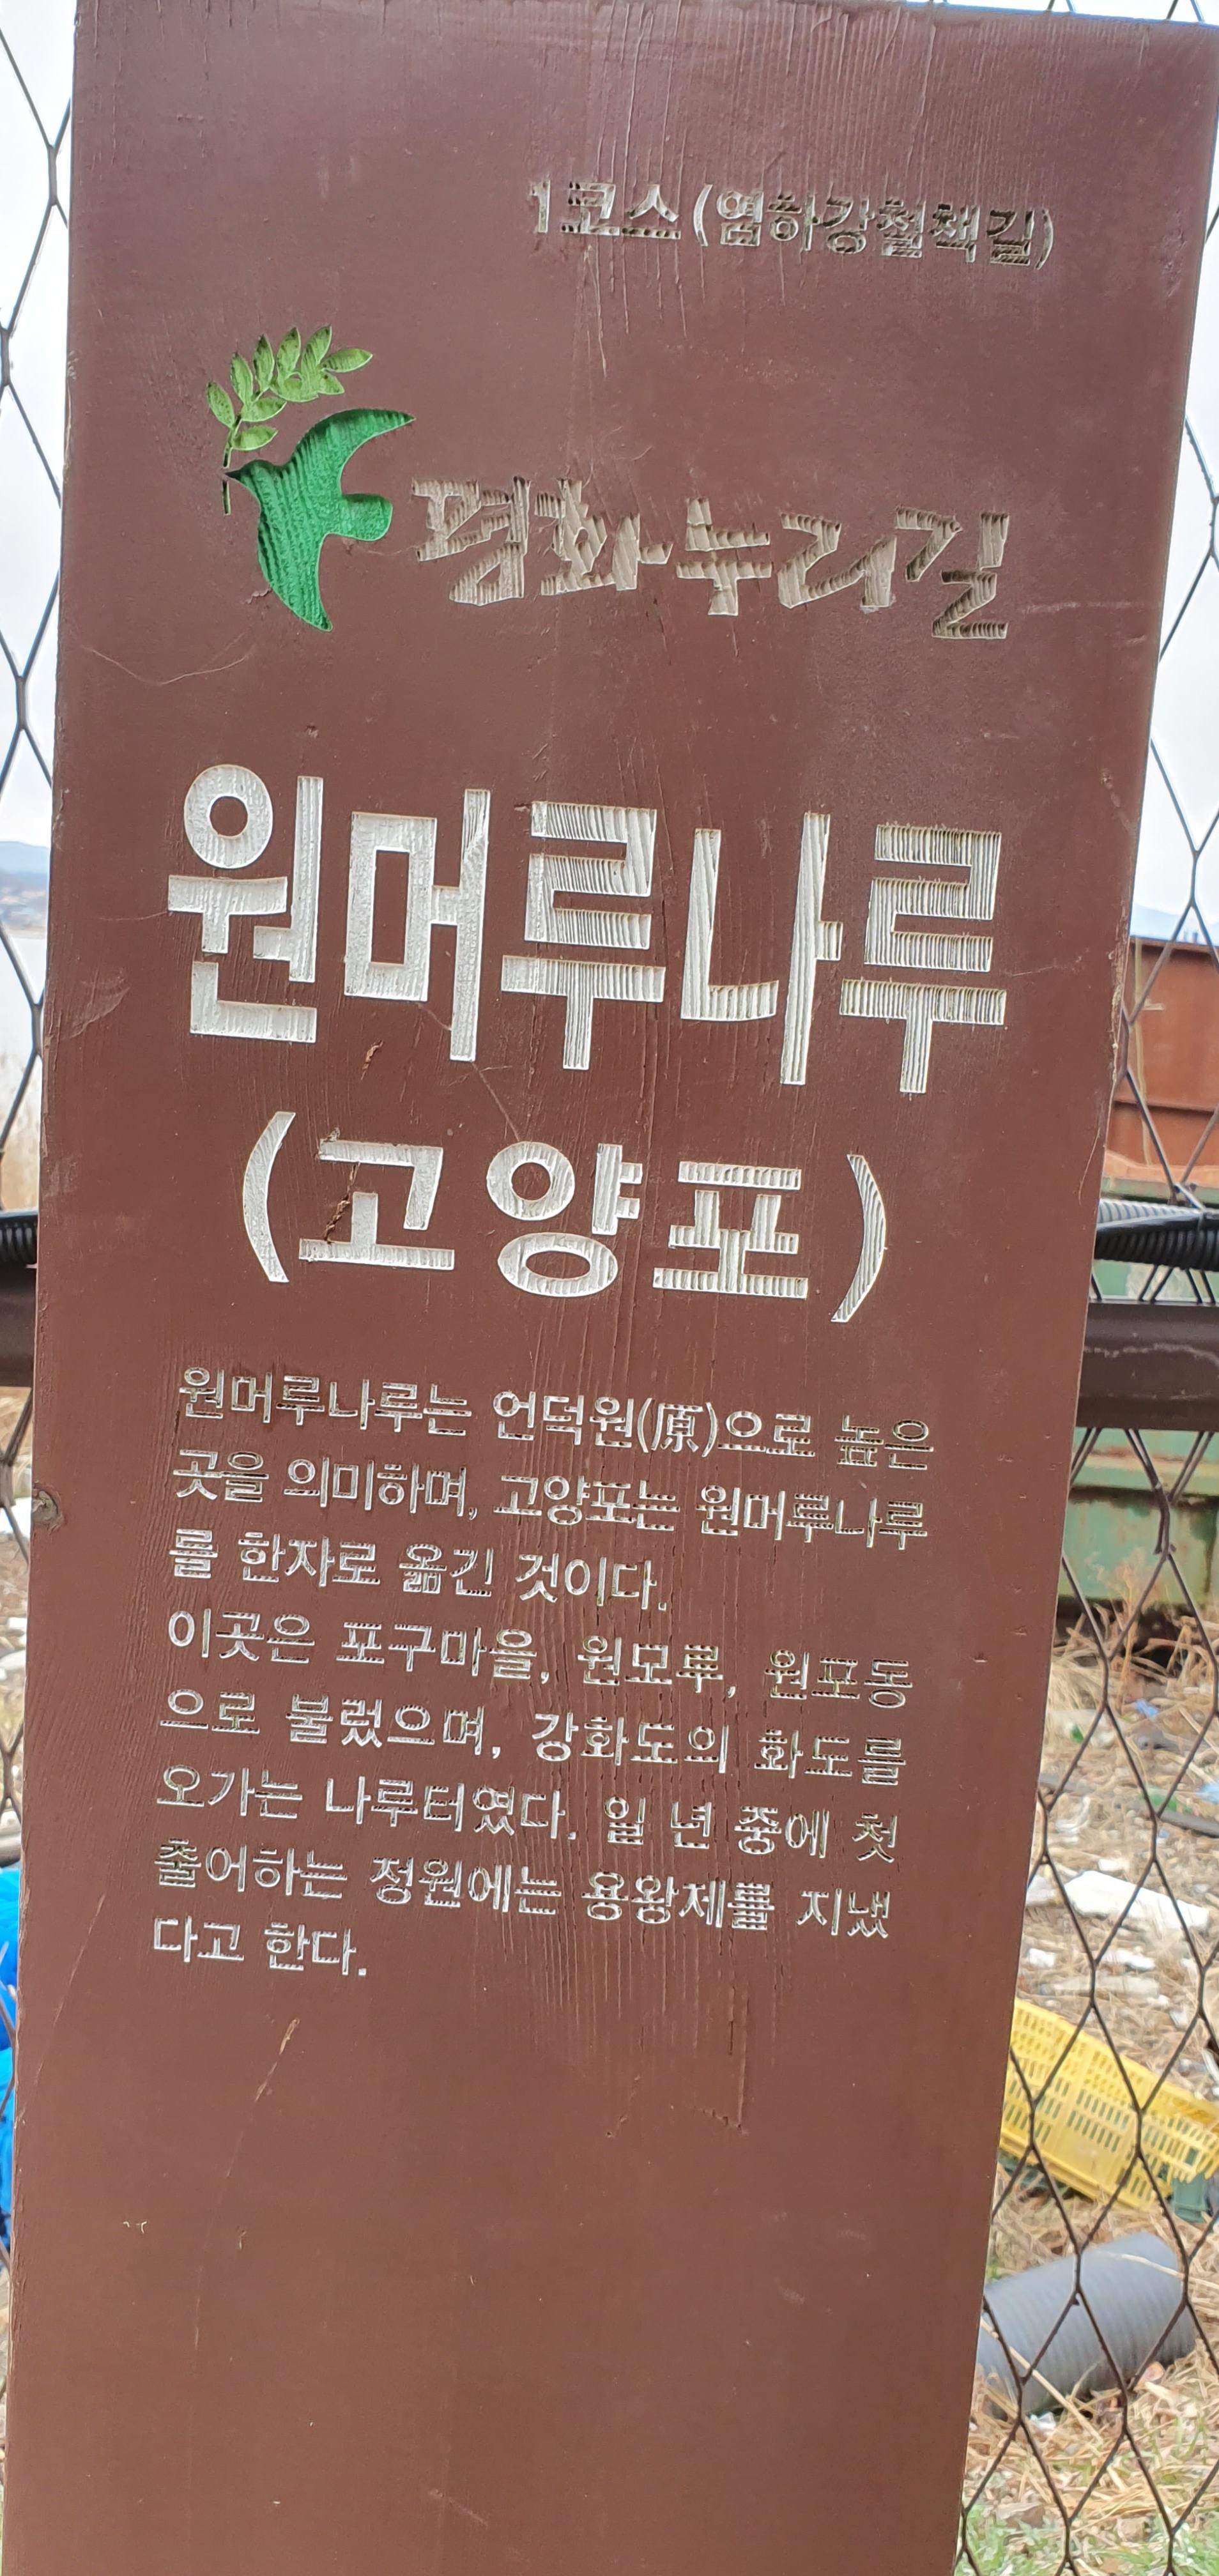 1코스(염하강철책길)
평화누리길
원머루나루
(고양포)
원머루나루는 언덕원(原)으로 높은
곳을 의미하며, 고양포는 원머루나루
를 한자로 옮긴 것이다.
이곳은 포구마을, 원모루, 원포동
으로 불렀으며, 강화도의 화도를
오가는 나루터였다. 일 년 중에 첫
출어하는 정월에는 용왕제를 지냈
다고 한다.